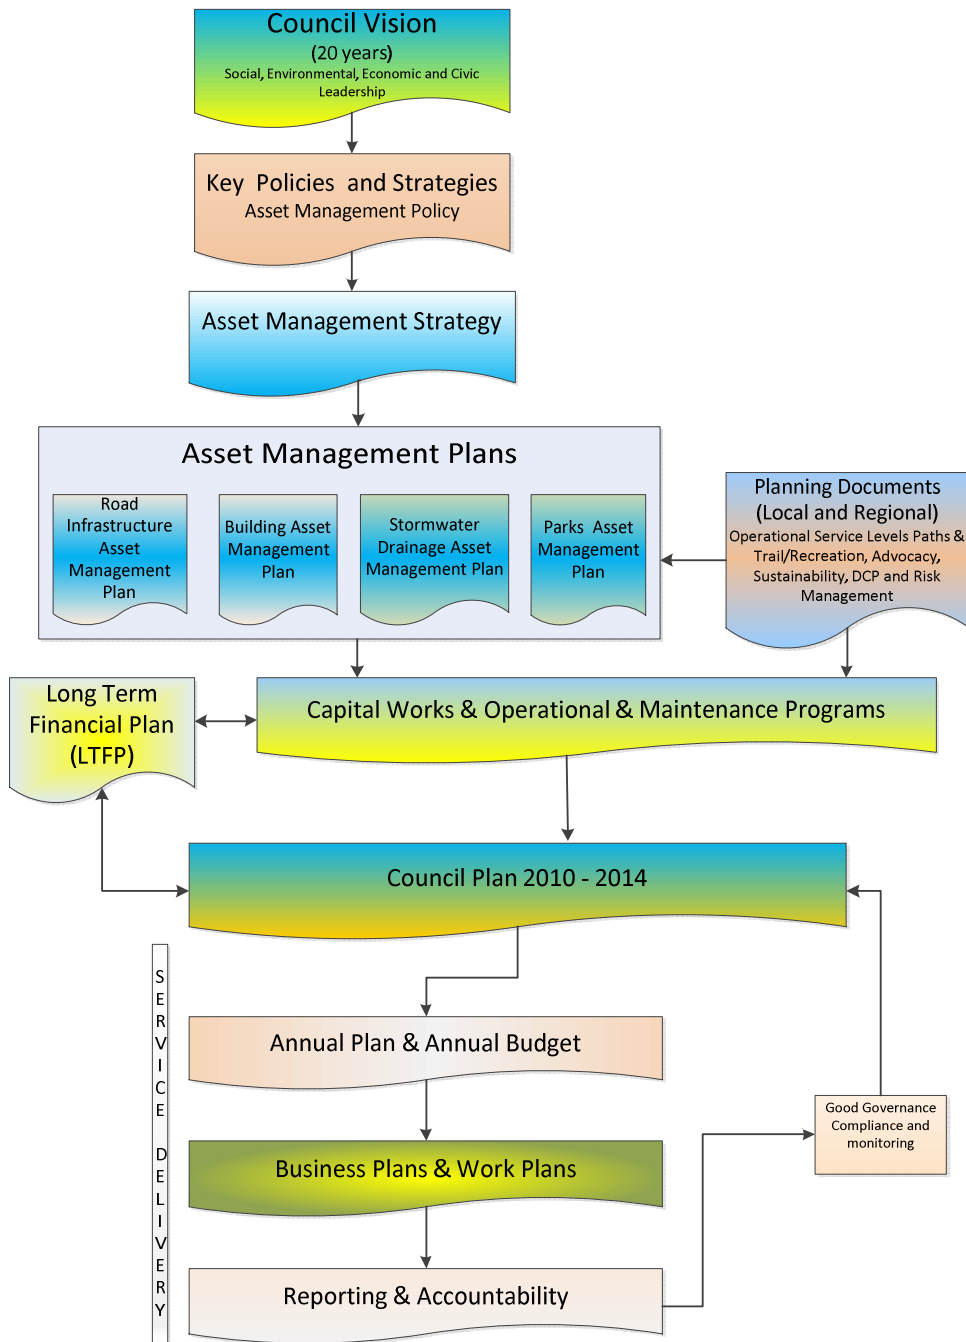 Council Vision
(20 years)
Social, Environmental, Economic and Civic
Leadership
Key Policies and Strategies
Asset Management Policy
Asset Management Strategy
Asset Management Plans
Road
Infrastructure
Asset
Management
Plan
Building Asset
Management
Plan
Stormwater
Drainage Asset
Management Plan
Parks Asset
Management
Plan
Planning Documents
(Local and Regional)
Operational Service Levels Paths &
Trail/Recreation, Advocacy,
Sustainability, DCP and Risk
Management
Long Term
Financial Plan
(LTFP)
Capital Works & Operational & Maintenance Programs
Council Plan 2010 - 2014
SERVICE DELIVERY
Annual Plan & Annual Budget
Good Governance
Compliance and
monitoring
Business Plans & Work Plans
Reporting & Accountability